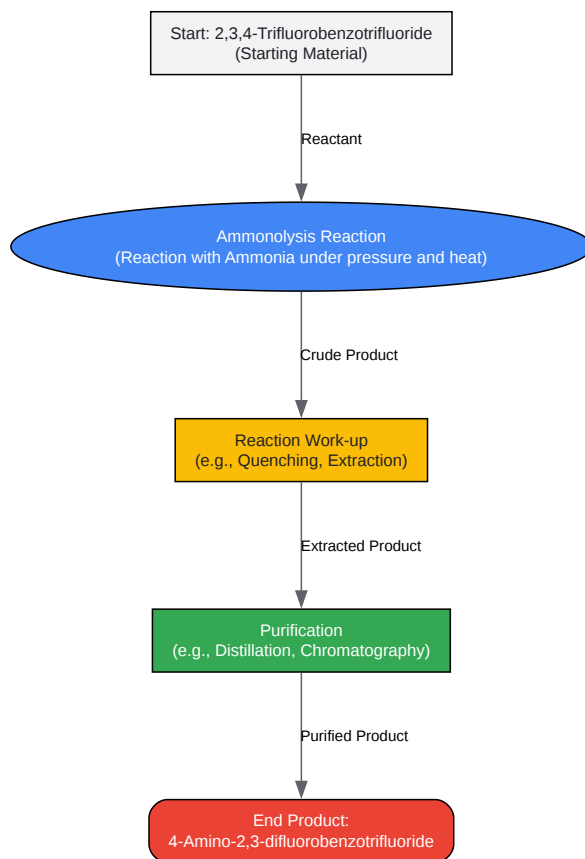 Start: 2,3,4-Trifluorobenzotrifluoride
(Starting Material)
Reactant
Ammonolysis Reaction
(Reaction with Ammonia under pressure and heat)
Crude Product
Reaction Work-up
(e.g., Quenching, Extraction)
Extracted Product
Purification
(e.g., Distillation, Chromatography)
Purified Product
End Product:
4-Amino-2,3-difluorobenzotrifluoride